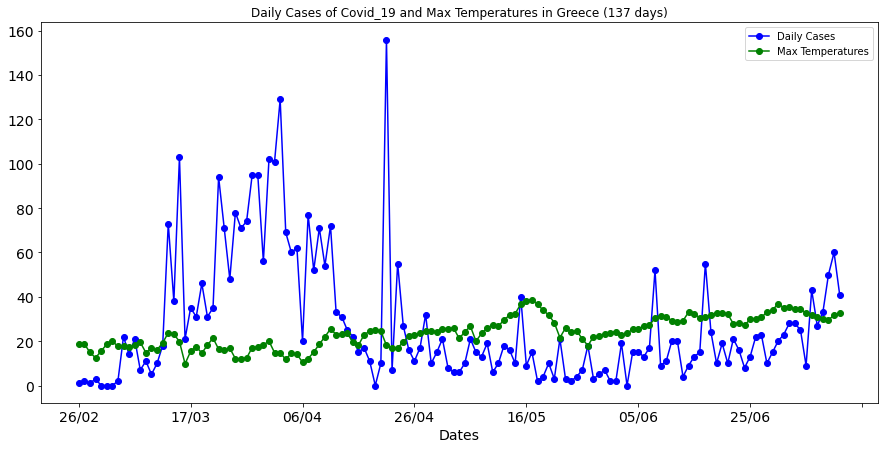 Daily Cases of Covid_19 and Max Temperatures in Greece (137 days)
Daily Cases
Max Temperatures
160
140
120
100
80
60
40
20
0
26/02 17/03 06/04 26/04 16/05 05/06 25/06
Dates